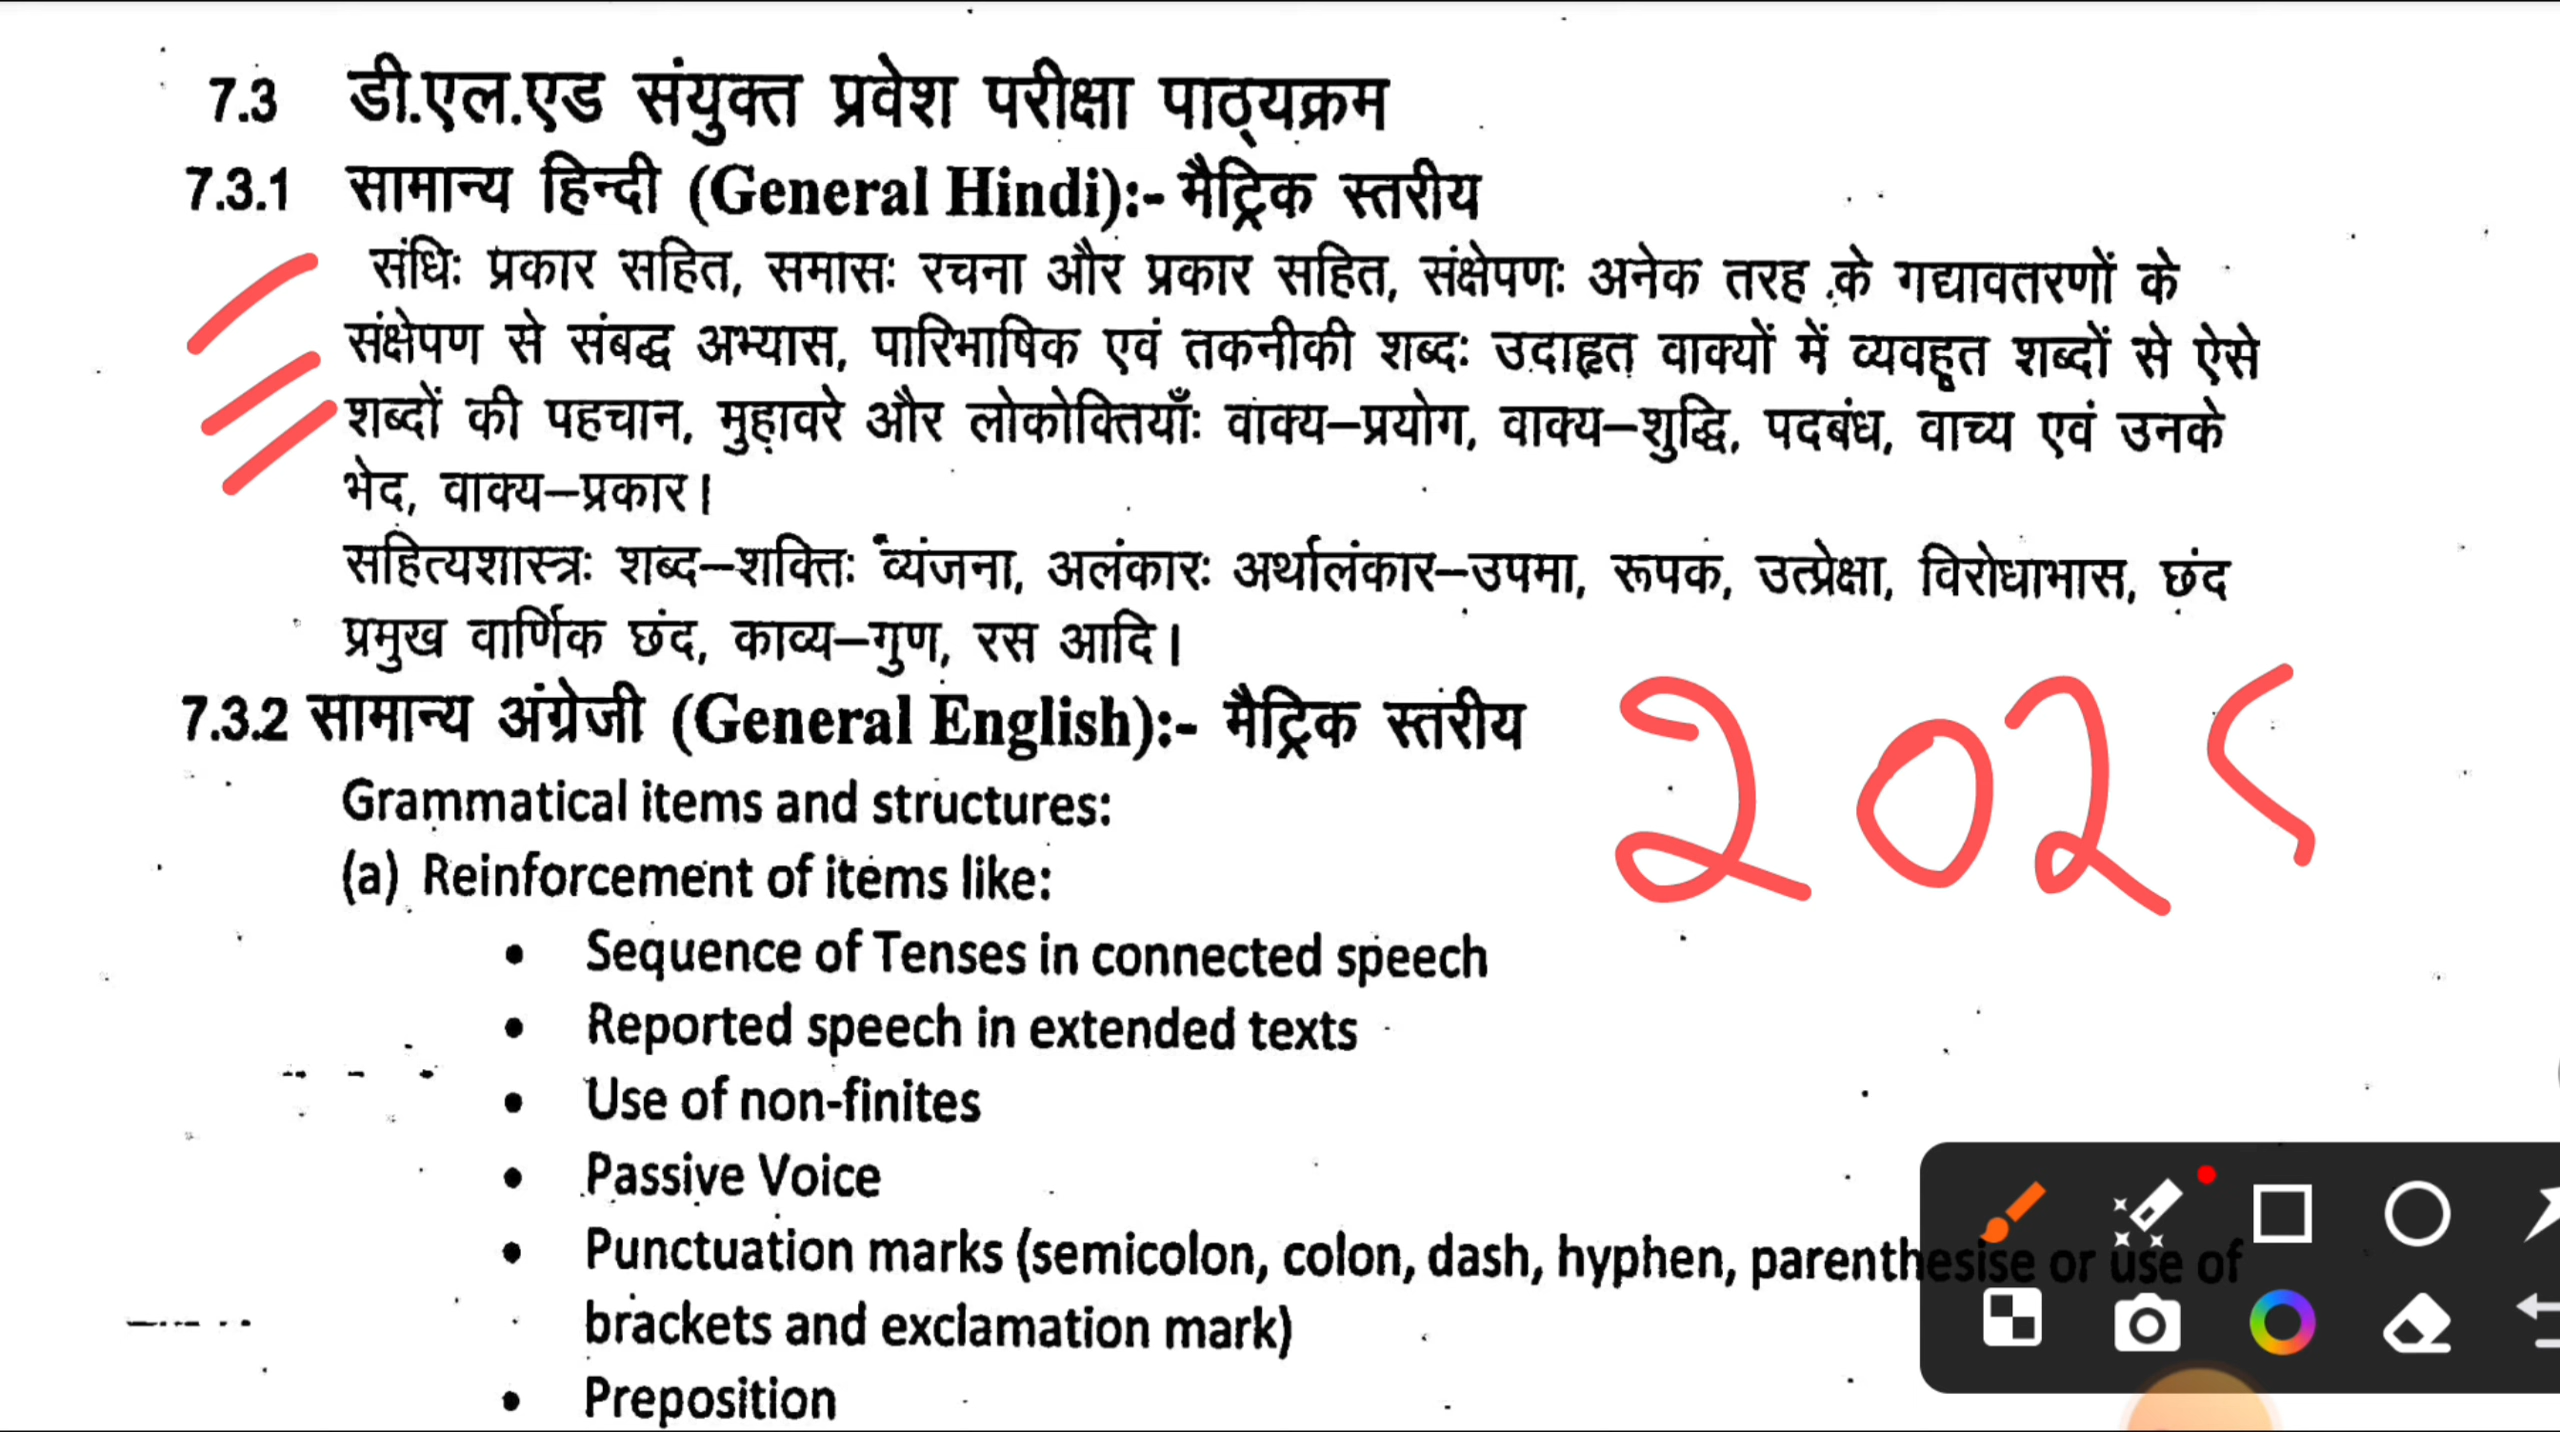 7.3 डी.एल.एड संयुक्त प्रवेश परीक्षा पाठ्यक्रम
7.3.1 सामान्य हिन्दी (General Hindi):- मैट्रिक स्तरीय
संधिः प्रकार सहित, समासः रचना और प्रकार सहित, संक्षेपणः अनेक तरह के गद्यावतरणों के
संक्षेपण से संबद्ध अभ्यास, पारिभाषिक एवं तकनीकी शब्दः उदाहृत वाक्यों में व्यवहृत शब्दों से ऐसे
शब्दों की पहचान, मुहावरे और लोकोक्तियाँः वाक्य–प्रयोग, वाक्य–शुद्धि, पदबंध, वाच्य एवं उनके
भेद, वाक्य–प्रकार।
सहित्यशास्त्रः शब्द–शक्तिः व्यंजना, अलंकारः अर्थालंकार–उपमा, रूपक, उत्प्रेक्षा, विरोधाभास, छंद
प्रमुख वार्णिक छंद, काव्य–गुण, रस आदि।
7.3.2 सामान्य अंग्रेजी (General English):- मैट्रिक स्तरीय
202
Grammatical items and structures:
(a) Reinforcement of items like:
• Sequence of Tenses in connected speech
• Reported speech in extended texts
• Use of non-finites
• Passive Voice
• Punctuation marks (semicolon, colon, dash, hyphen, parenthesise or use of
brackets and exclamation mark)
• Preposition